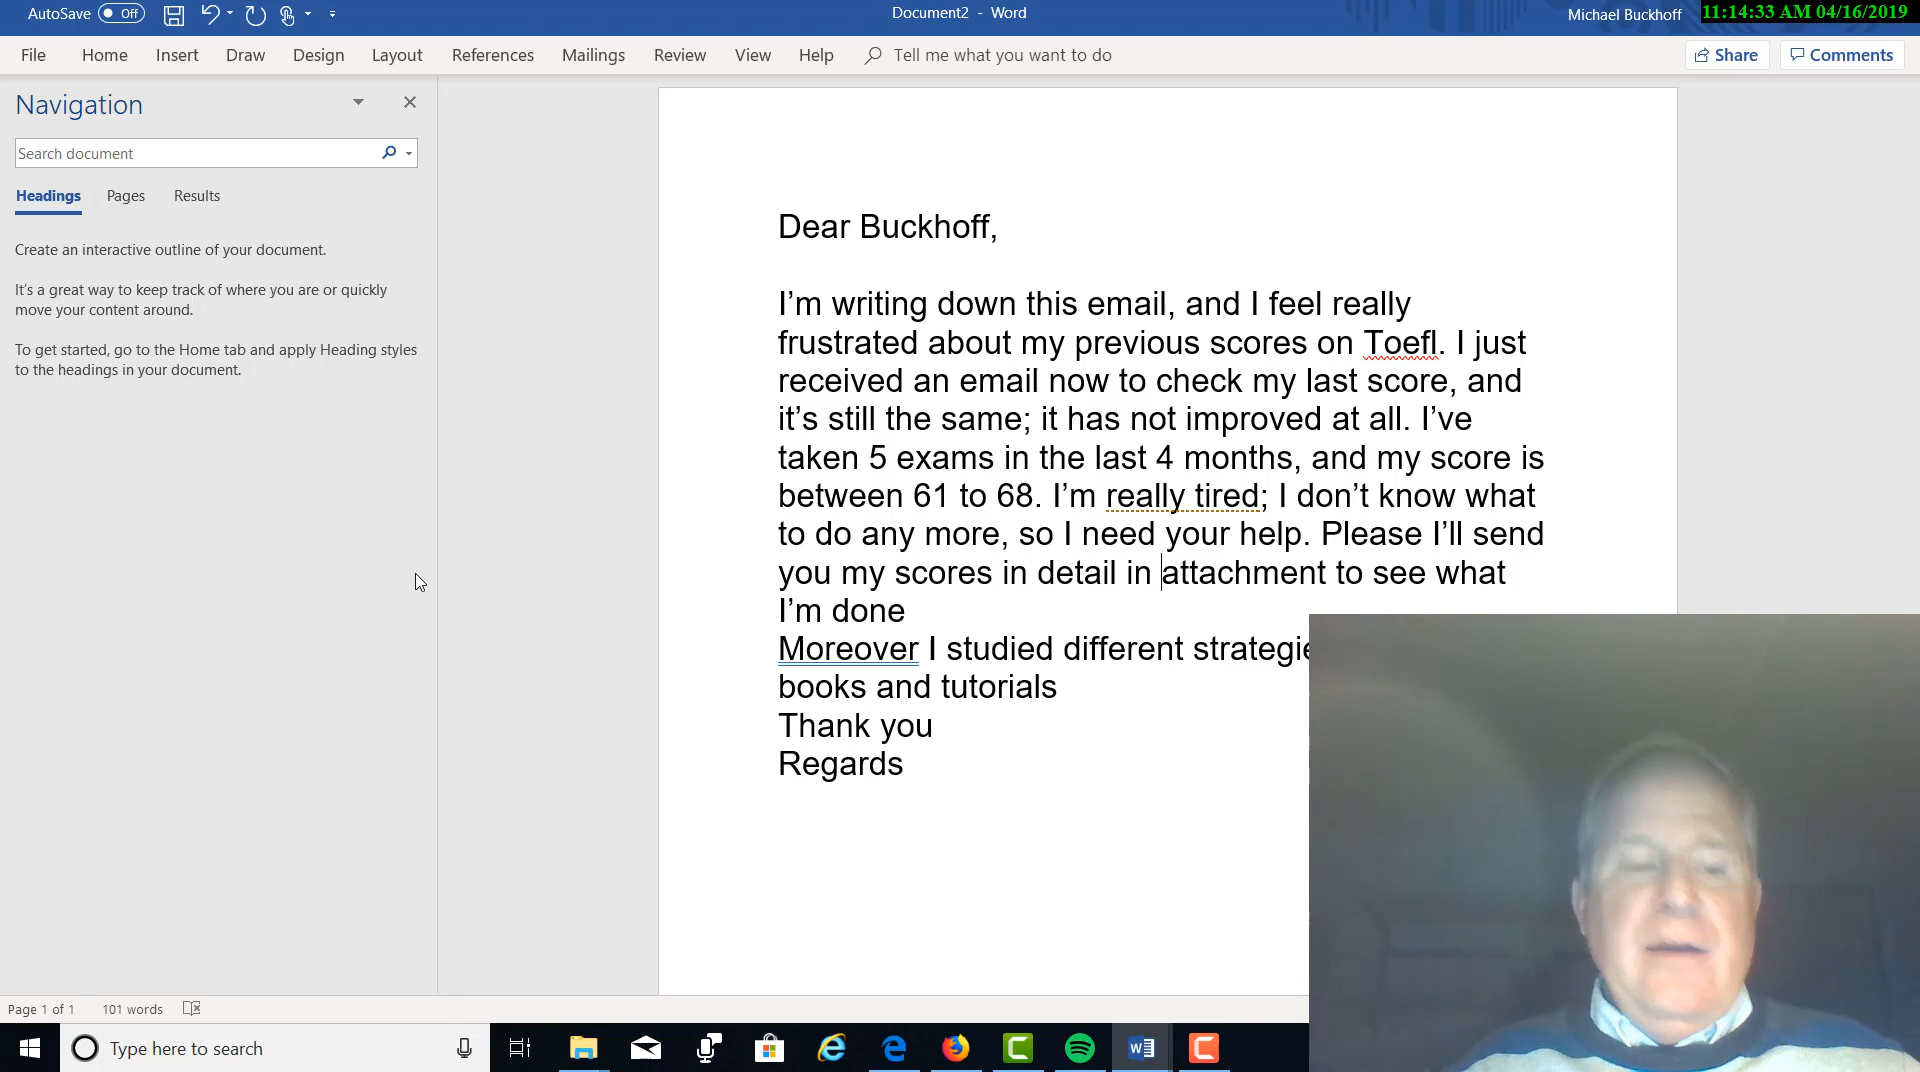 AutoSave Off
Document2 - Word
Michael Buckhoff
11:14:33 AM 04/16/2019
File Home Insert Draw Design Layout References Mailings Review View Help Tell me what you want to do
Share Comments
Navigation
Search document
Headings Pages Results
Create an interactive outline of your document.
It's a great way to keep track of where you are or quickly
move your content around.
To get started, go to the Home tab and apply Heading styles
to the headings in your document.
Dear Buckhoff,
I'm writing down this email, and I feel really
frustrated about my previous scores on Toefl. I just
received an email now to check my last score, and
it's still the same; it has not improved at all. I've
taken 5 exams in the last 4 months, and my score is
between 61 to 68. I'm really tired; I don't know what
to do any more, so I need your help. Please I'll send
you my scores in detail in attachment to see what
I'm done
Moreover I studied different
books and tutorials
Thank you
Regards
Page 1 of 1 101 words
Type here to search